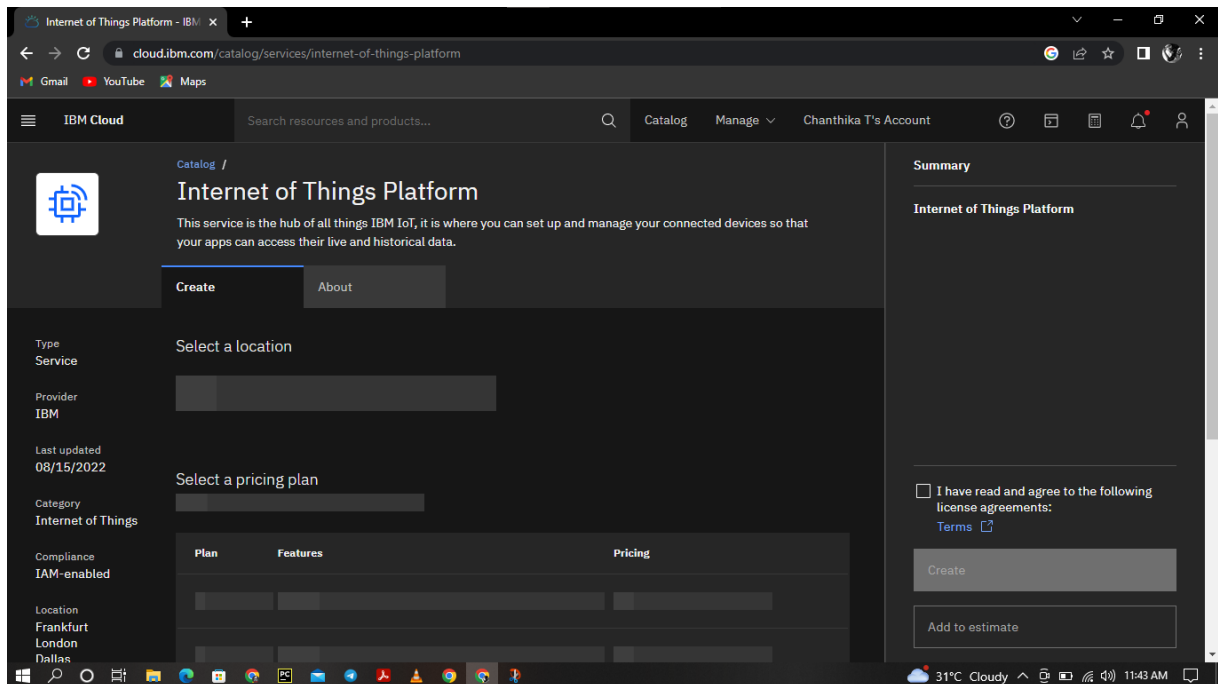 Internet of Things Platform - IBM
cloud.ibm.com/catalog/services/internet-of-things-platform
Gmail YouTube Maps
IBM Cloud
Search resources and products...
Catalog Manage Chanthika T's Account
Catalog /
Internet of Things Platform
This service is the hub of all things IBM IoT, it is where you can set up and manage your connected devices so that
your apps can access their live and historical data.
Create About
Type
Service
Provider
IBM
Last updated
08/15/2022
Category
Internet of Things
Compliance
IAM-enabled
Location
Frankfurt
London
Dallas
Select a location
Select a pricing plan
Plan Features Pricing
Summary
Internet of Things Platform
I have read and agree to the following
license agreements:
Terms
Create
Add to estimate
31°C Cloudy 11:43 AM